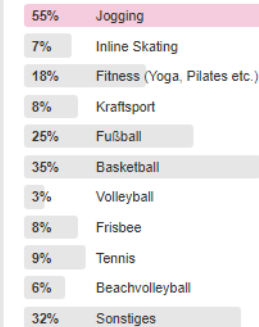 55% Jogging
7% Inline Skating
18% Fitness (Yoga, Pilates etc.)
8% Kraftsport
25% Fußball
35% Basketball
3% Volleyball
8% Frisbee
9% Tennis
6% Beachvolleyball
32% Sonstiges